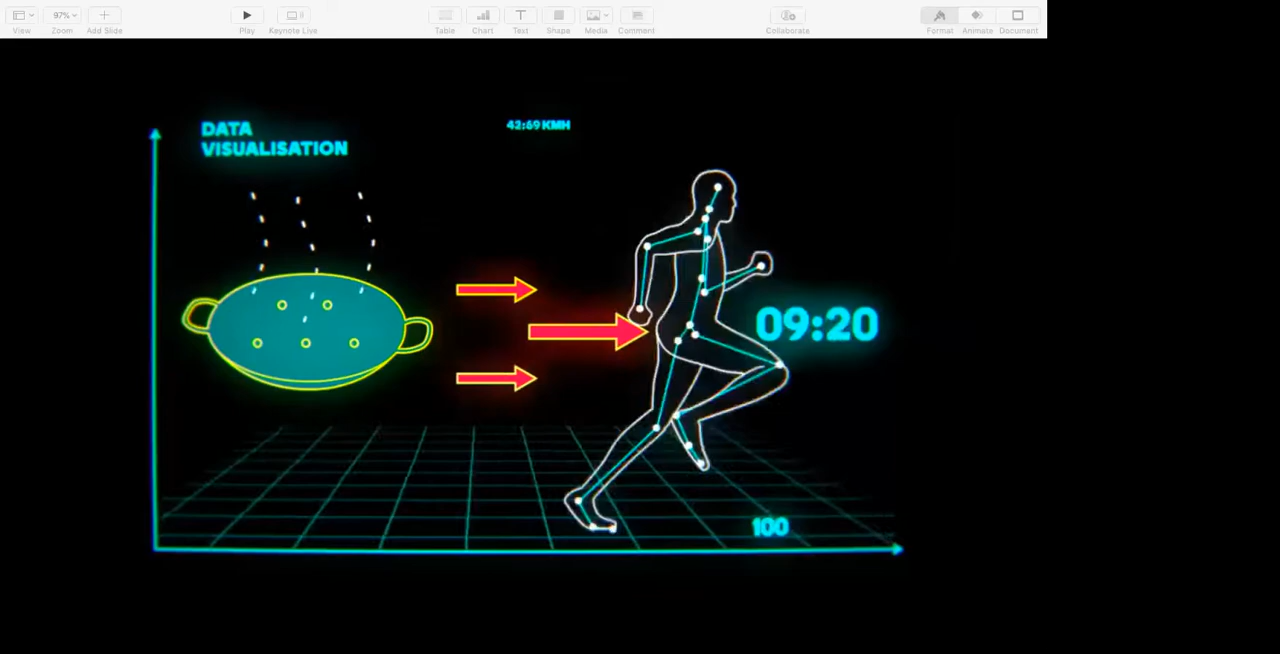 View
97%
Zoom
Add Slide
Play
Keynote Live
Table
Chart
Text
Shape
Media
Comment
Collaborate
Format
Animate
Document
DATA
VISUALISATION
42:69 KMH
09:20
100